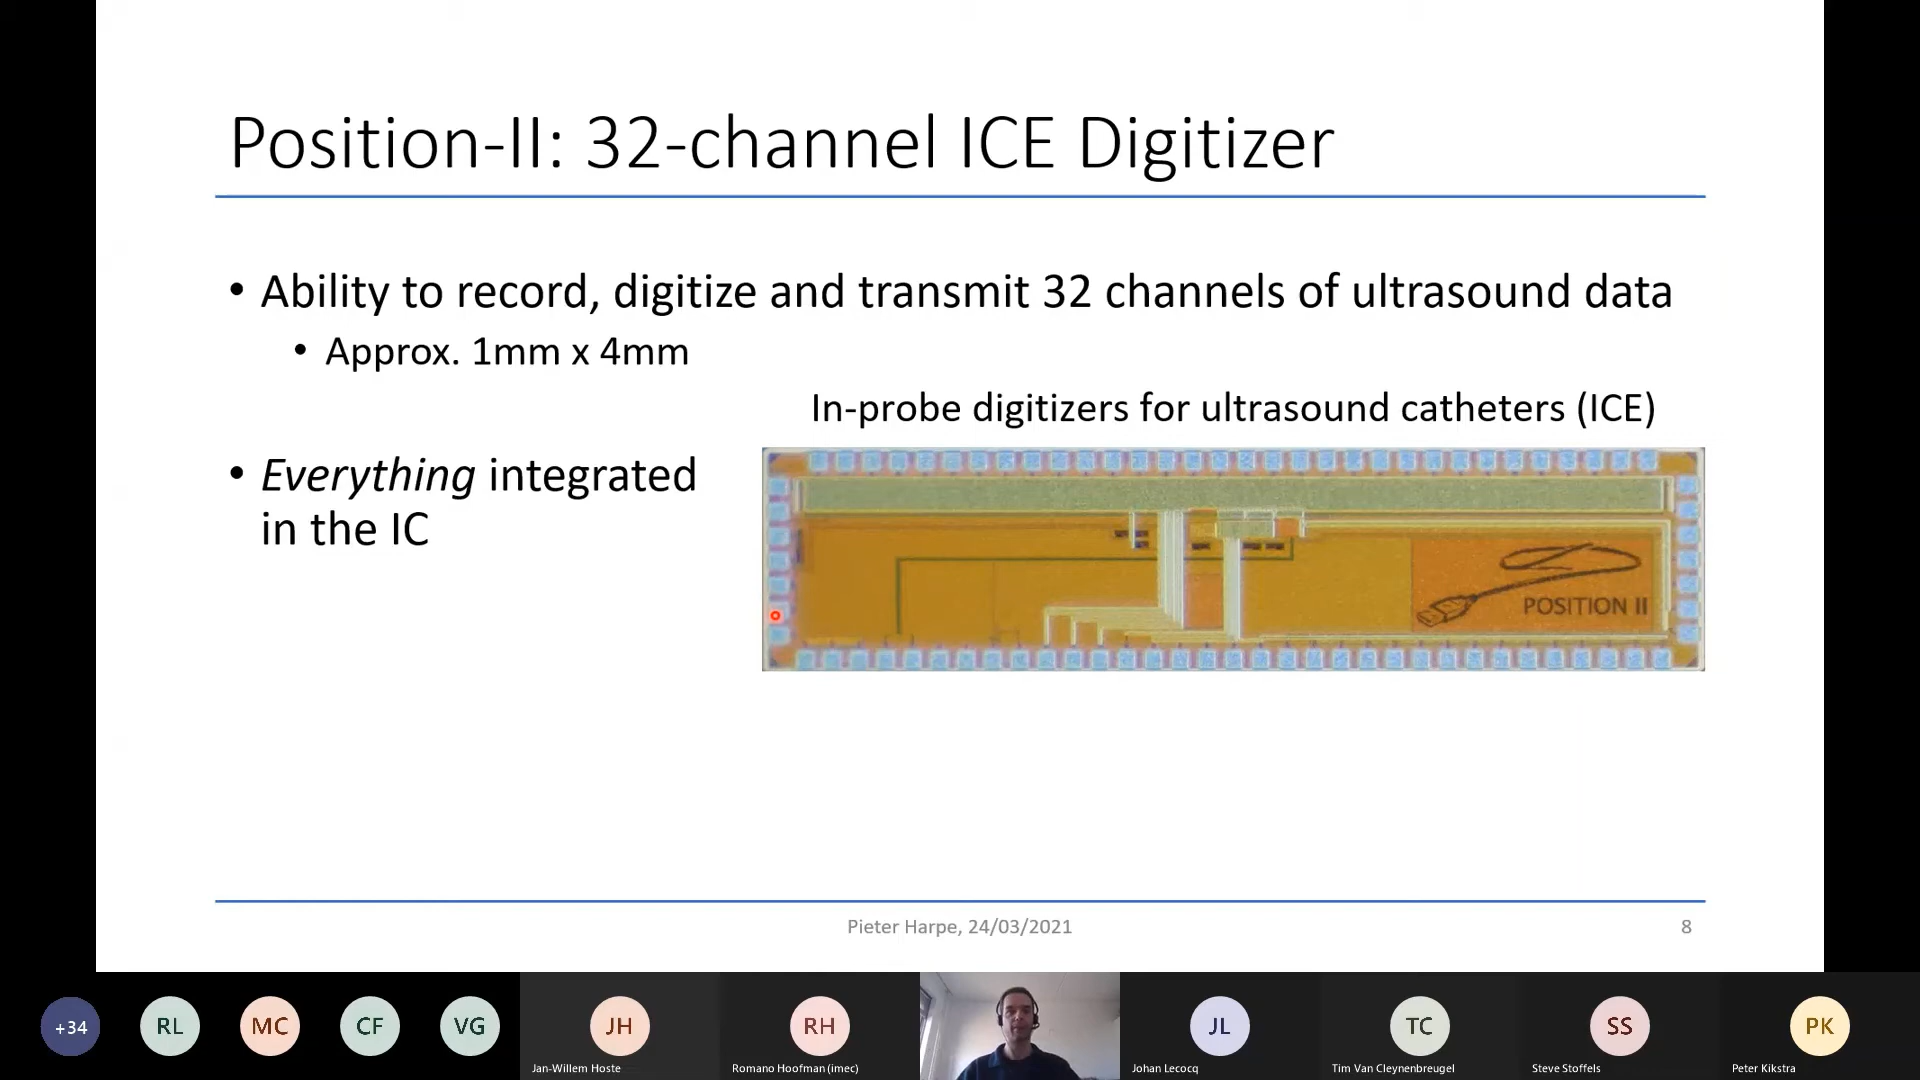 Position-II: 32-channel ICE Digitizer
• Ability to record, digitize and transmit 32 channels of ultrasound data
• Approx. 1mm x 4mm
In-probe digitizers for ultrasound catheters (ICE)
• Everything integrated
in the IC
POSITION II
Pieter Harpe, 24/03/2021
8
+34
RL
MC
CF
VG
JH
RH
JL
TC
SS
PK
Jan-Willem Hoste
Romano Hoofman (imec)
Johan Lecocq
Tim Van Cleynenbreugel
Steve Stoffels
Peter Kikstra